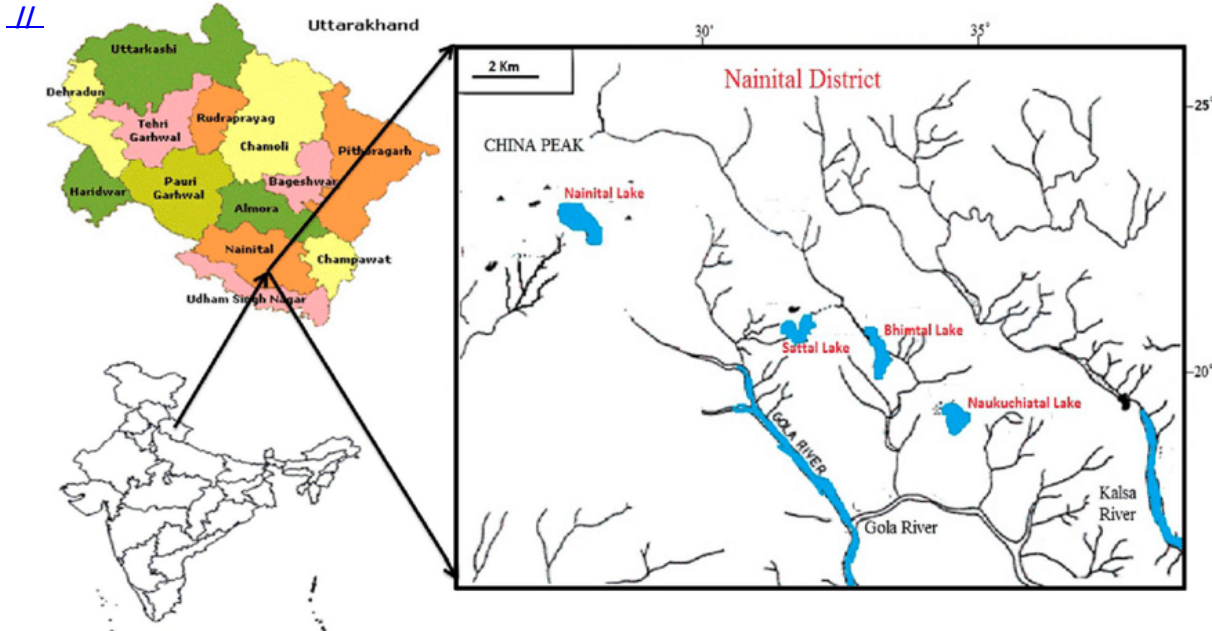 //
Uttarakhand
Uttarkashi
Dehradun
Tehri
Garhwal
Rudraprayag
Chamoli
Pithoragarh
Haridwar
Pauri
Garhwal
Bageshwar
Almora
Nainital
Champawat
Udham Singh Nagar
30'
35'
2 Km
Nainital District
25°
CHINA PEAK
Nainital Lake
Sattal Lake
Bhimtal Lake
20°
Naukuchiatal Lake
GOLA RIVER
Gola River
Kalsa
River